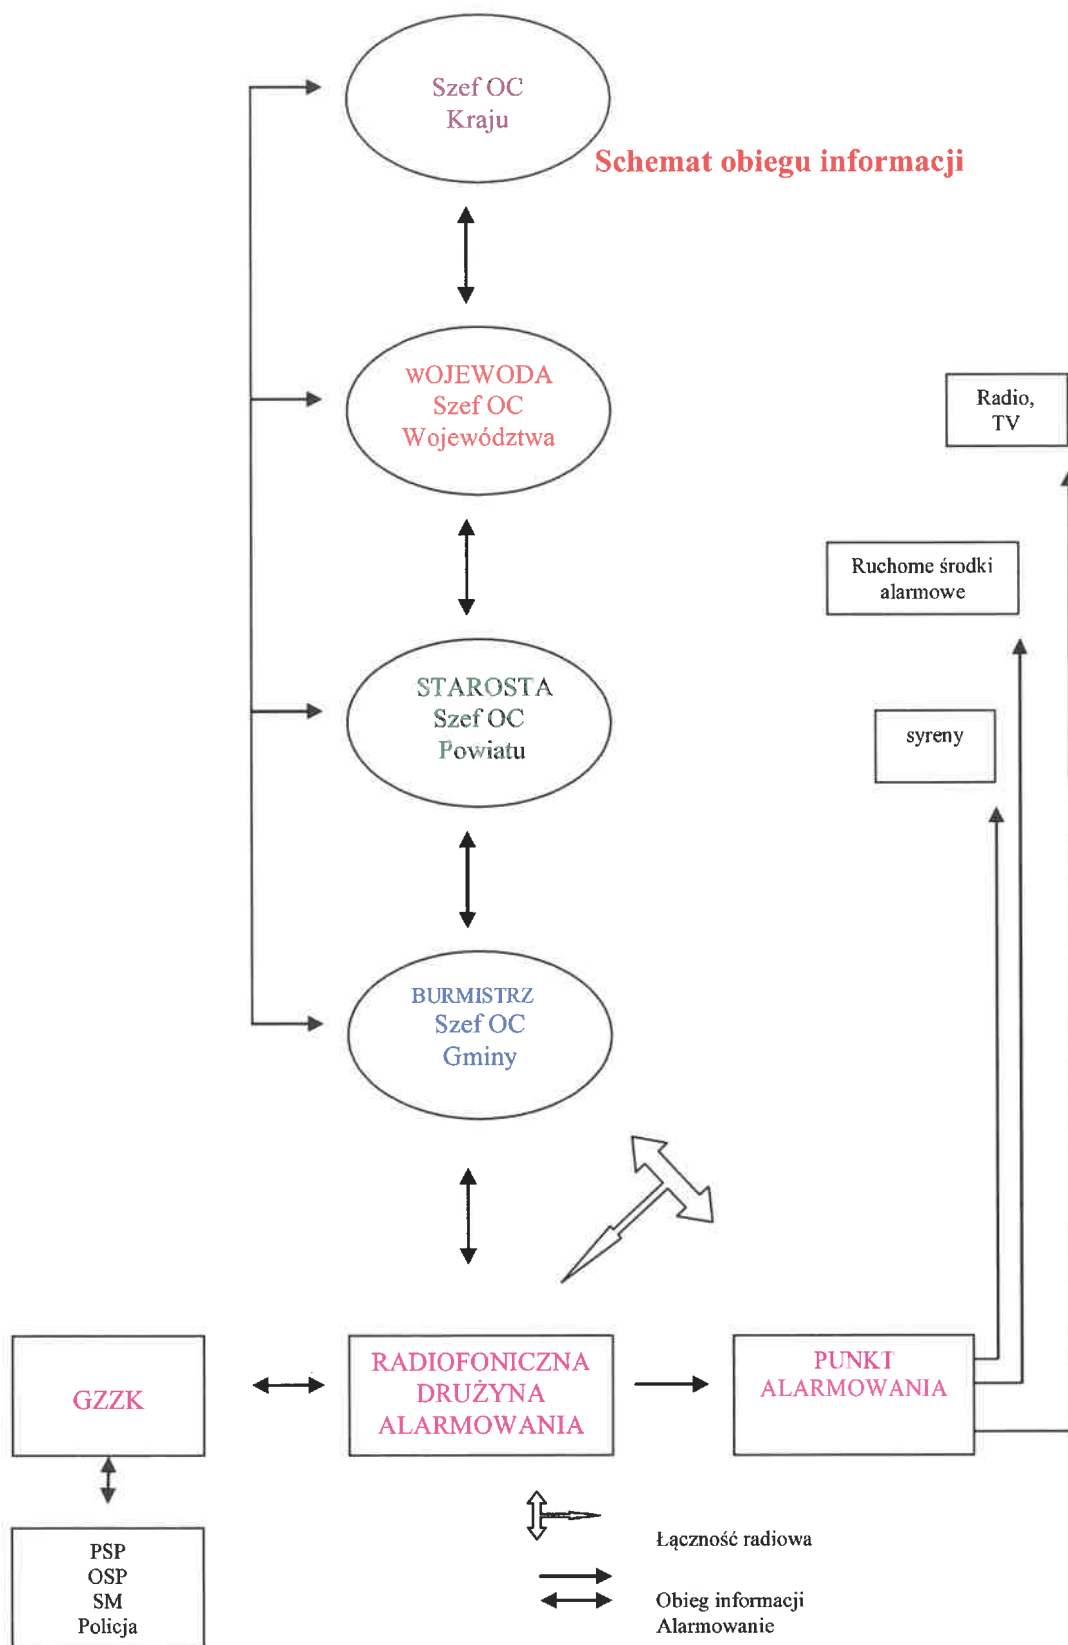 Szef OC
Kraju
Schemat obiegu informacji
WOJEWODA
Szef OC
Województwa
Radio,
TV
Ruchome środki
alarmowe
STAROSTA
Szef OC
Powiatu
syreny
BURMISTRZ
Szef OC
Gminy
GZZK
RADIOFONICZNA
DRUŻYNA
ALARMOWANIA
PUNKT
ALARMOWANIA
PSP
OSP
SM
Policja
Łączność radiowa
Obieg informacji
Alarmowanie